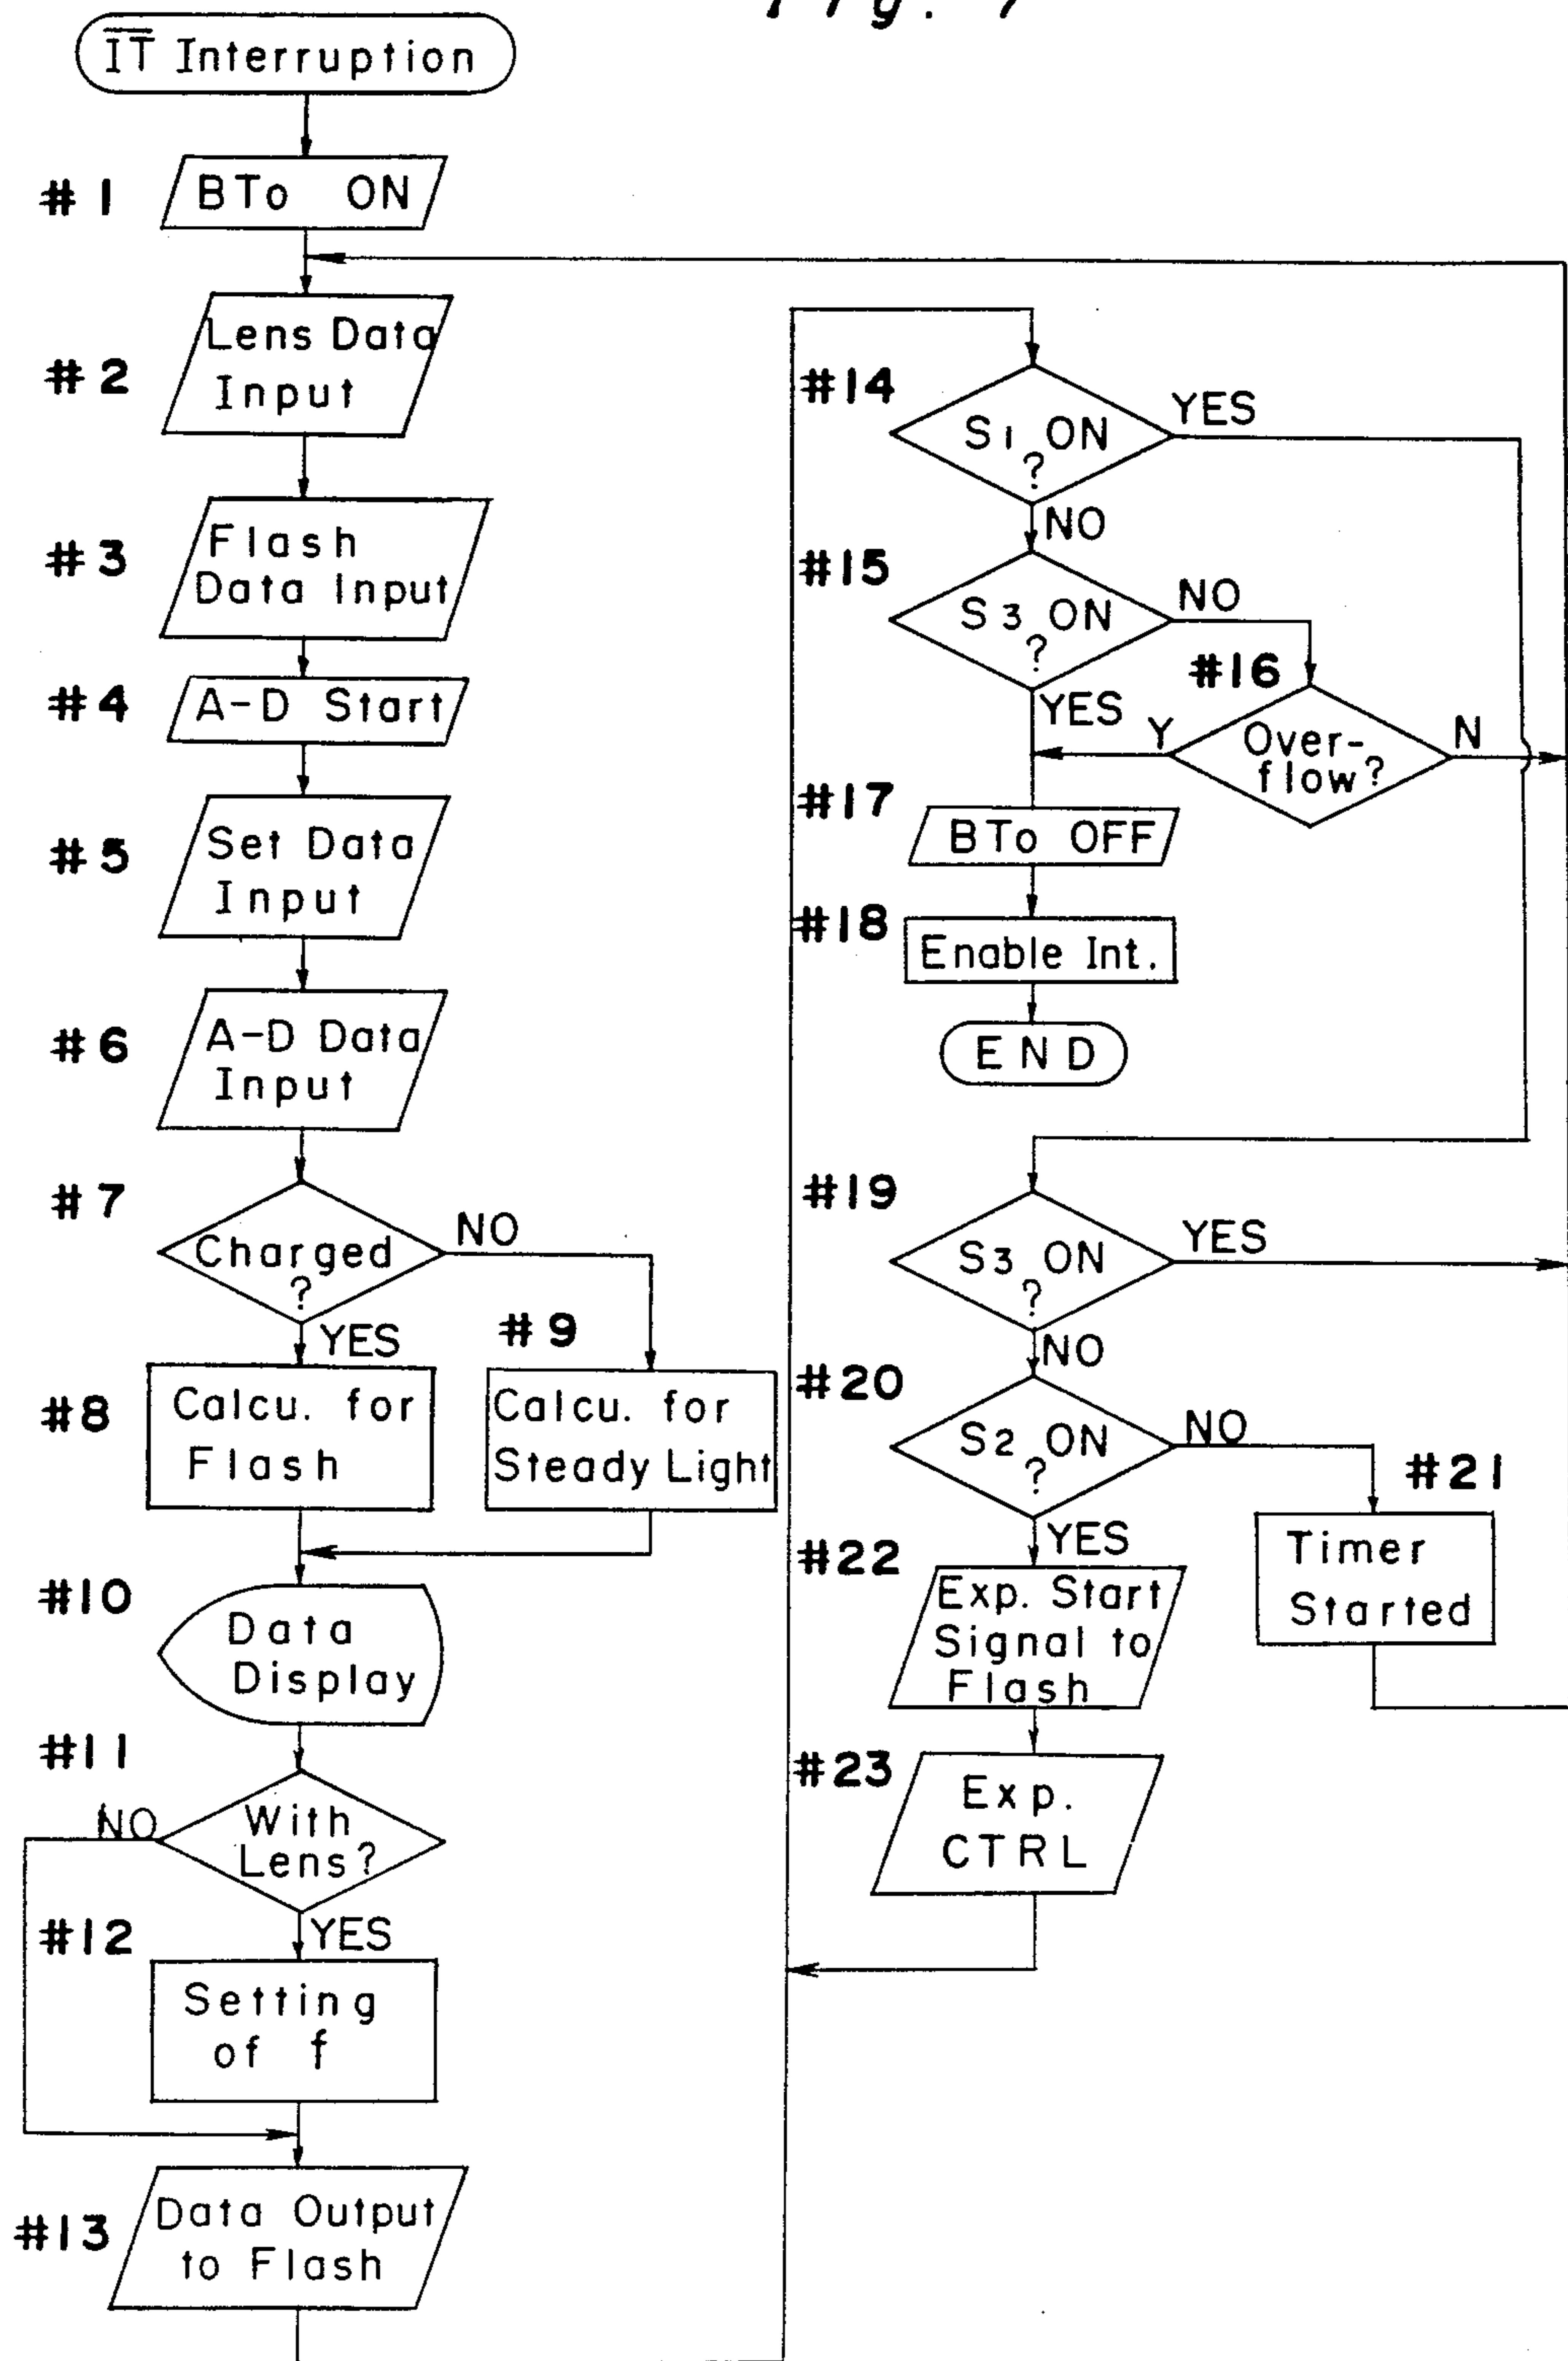 Fig. 7
IT Interruption
#1
BTo ON
#2
Lens Data
Input
#3
Flash
Data Input
#4
A-D Start
#5
Set Data
Input
#6
A-D Data
Input
#7
Charged
?
NO
YES
#8
Calcu. for
Flash
#9
Calcu. for
Steady Light
#10
Data
Display
#11
With
Lens?
NO
YES
#12
Setting
of f
#13
Data Output
to Flash
#14
S1 ON
?
YES
NO
#15
S3 ON
?
NO
YES
#16
Over-
flow?
Y
N
#17
BTo OFF
#18
Enable Int.
END
#19
S3 ON
?
YES
NO
#20
S2 ON
?
NO
YES
#21
Timer
Started
#22
Exp. Start
Signal to
Flash
#23
Exp.
CTRL